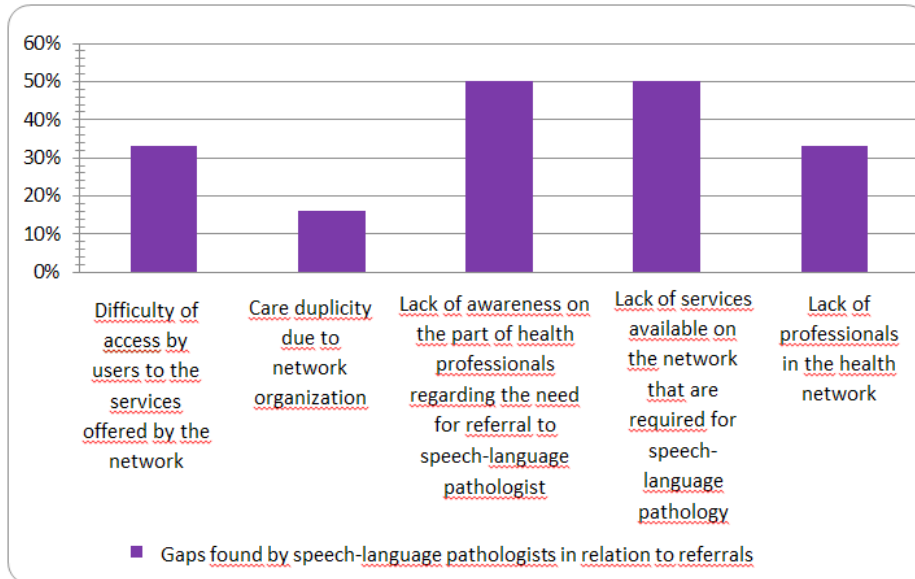 60%
50%
40%
30%
20%
10%
0%
Difficulty of
access by
users to the
services
offered by the
network
Care duplicity
due to
network
organization
Lack of awareness on
the part of health
professionals
regarding the need
for referral to
speech-language
pathologist
Lack of services
available on
the network
that are
required for
speech-
language
pathology
Lack of
professionals
in the health
network
Gaps found by speech-language pathologists in relation to referrals